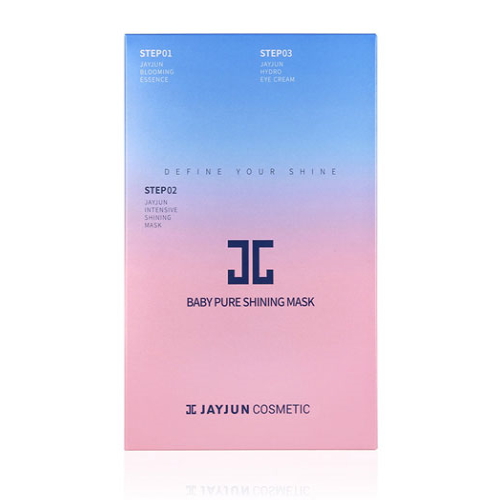 STEP01
JAYJUN
BLOOMING
ESSENCE
STEP03
JAYJUN
HYDRO
EYE CREAM
DEFINE YOUR SHINE
STEP02
JAYJUN
INTENSIVE
SHINING
MASK
BABY PURE SHINING MASK
JAYJUN COSMETIC